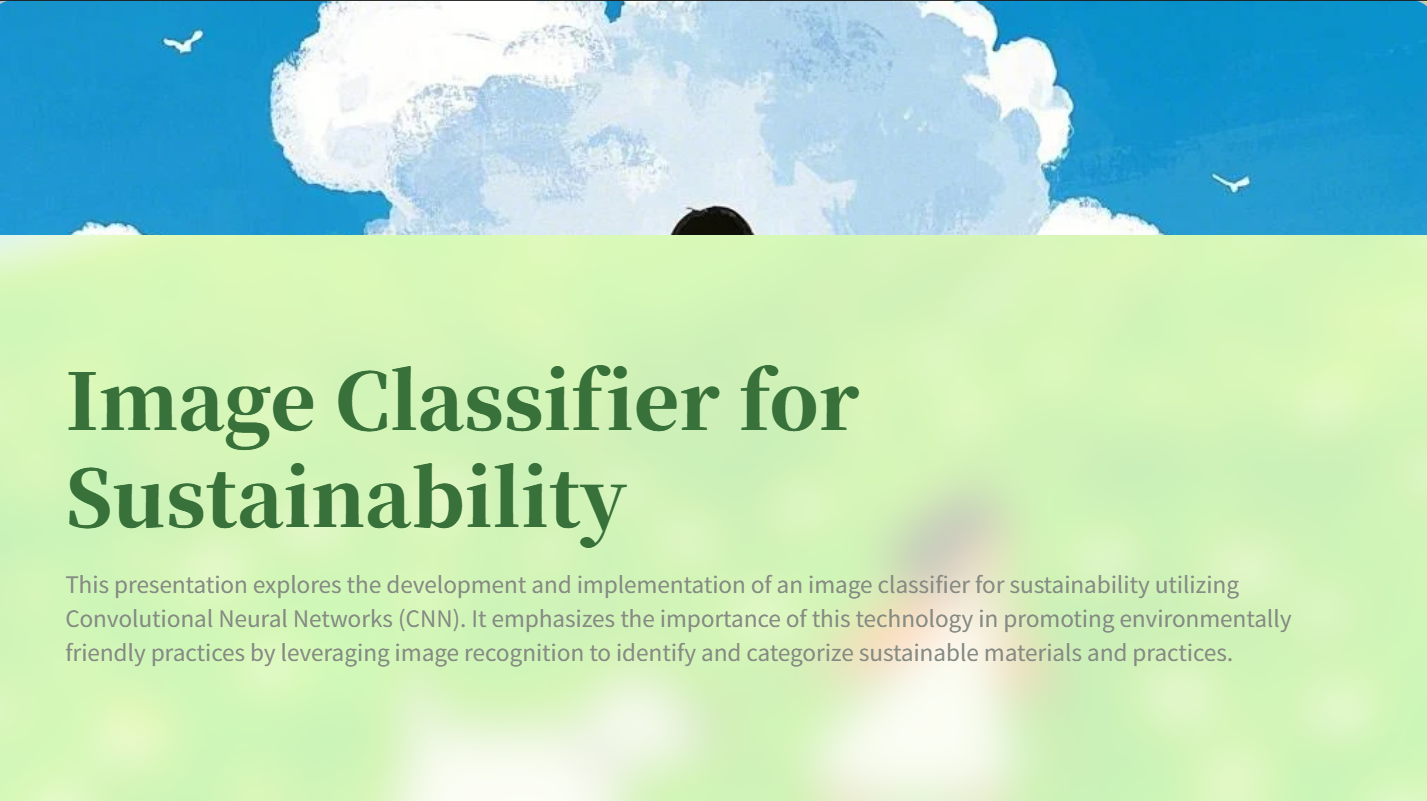 Image Classifier for
Sustainability
This presentation explores the development and implementation of an image classifier for sustainability utilizing
Convolutional Neural Networks (CNN). It emphasizes the importance of this technology in promoting environmentally
friendly practices by leveraging image recognition to identify and categorize sustainable materials and practices.